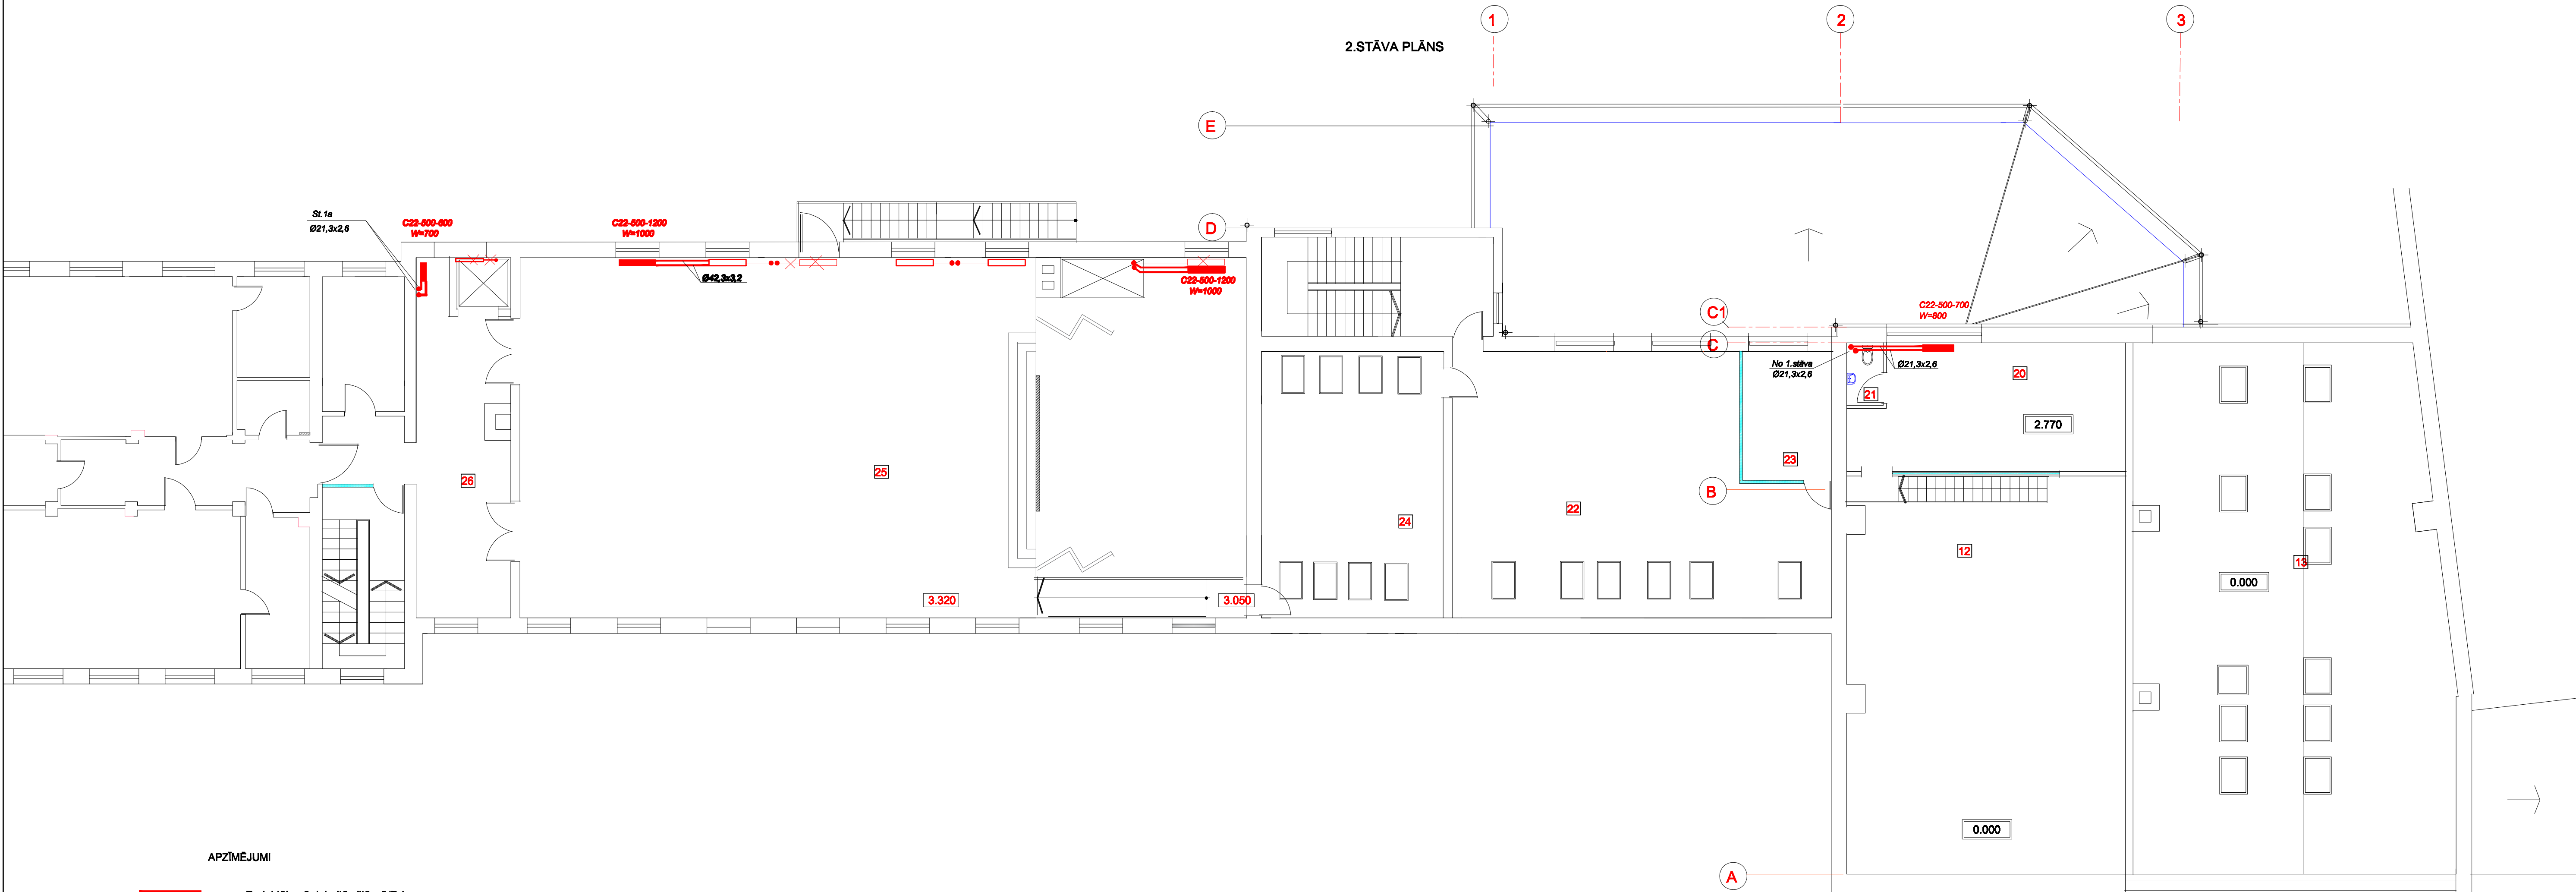 1
2
3
2.STĀVA PLĀNS
E
D
St.1a
Ø21,3x2,6
C22-500-600
W=700
C22-500-1200
W=1000
Ø42,3x3,2
C22-500-1200
W=1000
C1
C
C22-500-700
W=800
No 1.stāva
Ø21,3x2,6
Ø21,3x2,6
20
21
2.770
26
25
23
B
24
22
12
13
0.000
3.320
3.050
0.000
APZĪMĒJUMI
A